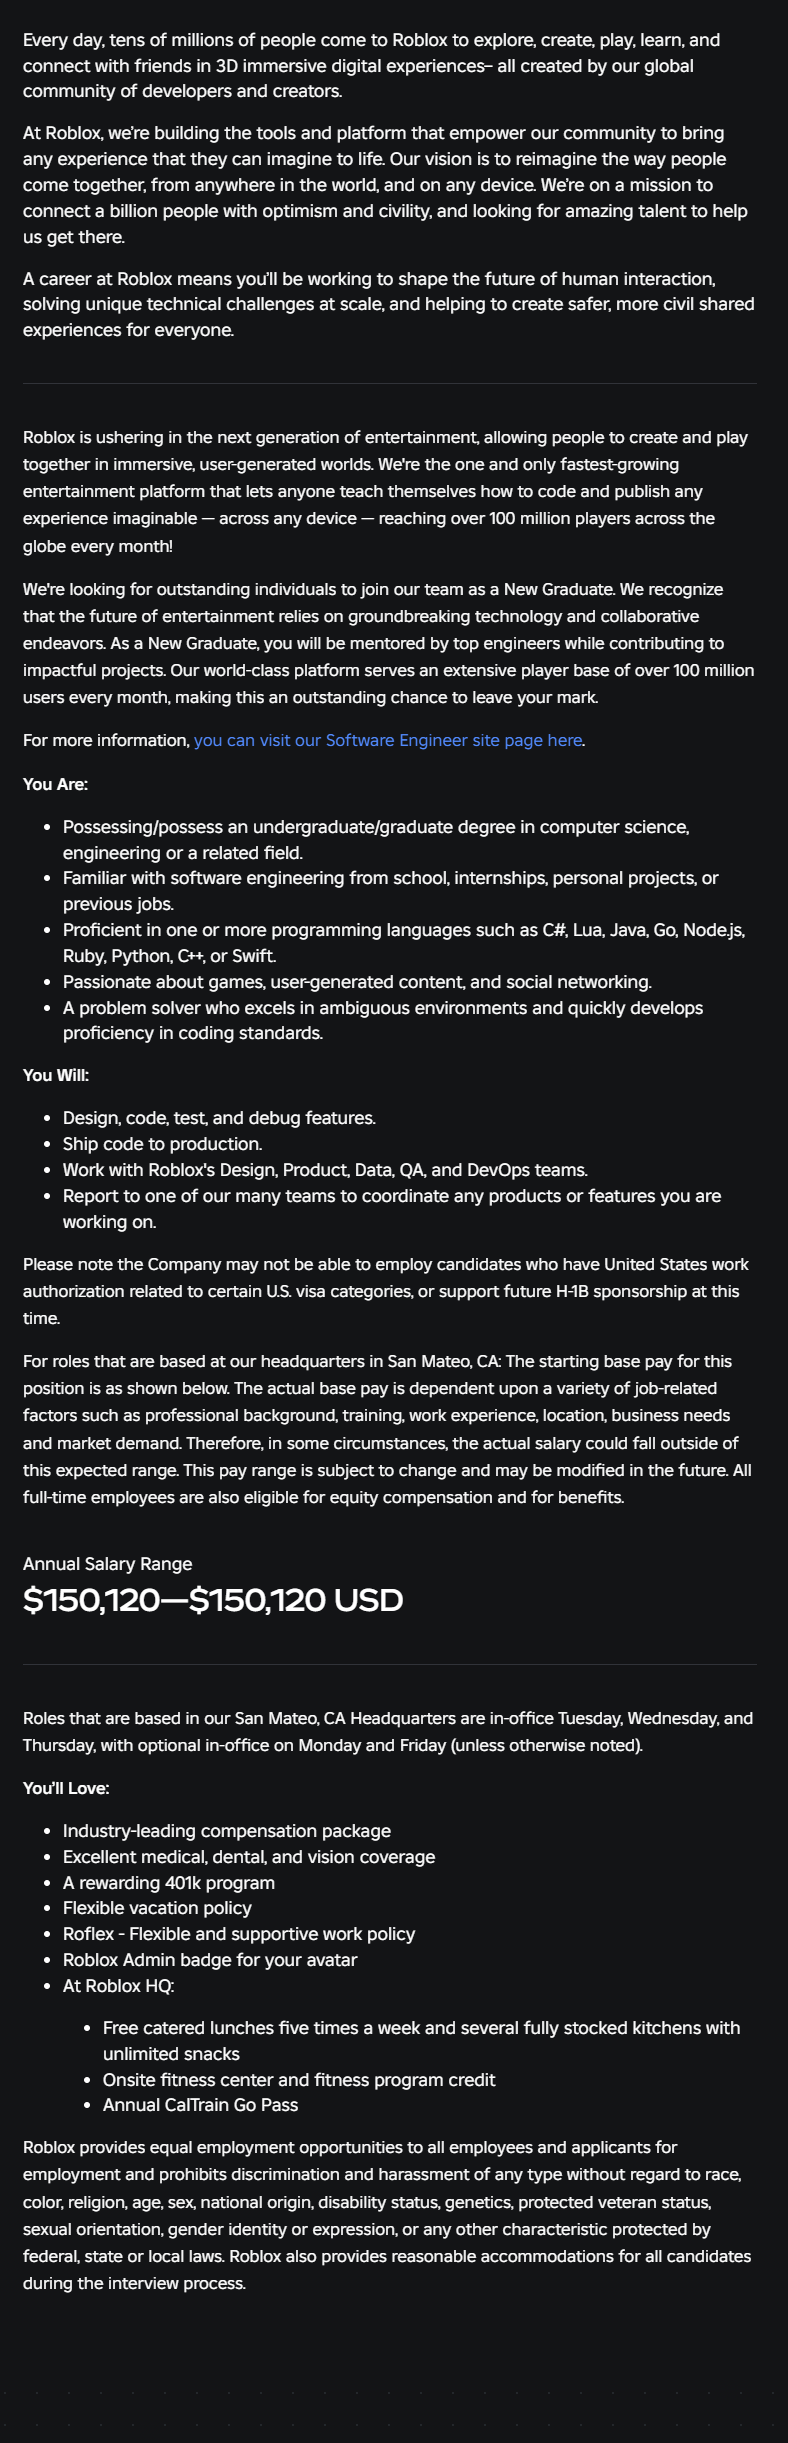 Every day, tens of millions of people come to Roblox to explore, create, play, learn, and
connect with friends in 3D immersive digital experiences– all created by our global
community of developers and creators.
At Roblox, we’re building the tools and platform that empower our community to bring
any experience that they can imagine to life. Our vision is to reimagine the way people
come together, from anywhere in the world, and on any device. We’re on a mission to
connect a billion people with optimism and civility, and looking for amazing talent to help
us get there.
A career at Roblox means you’ll be working to shape the future of human interaction,
solving unique technical challenges at scale, and helping to create safer, more civil shared
experiences for everyone.
Roblox is ushering in the next generation of entertainment, allowing people to create and play
together in immersive, user-generated worlds. We're the one and only fastest-growing
entertainment platform that lets anyone teach themselves how to code and publish any
experience imaginable — across any device — reaching over 100 million players across the
globe every month!
We're looking for outstanding individuals to join our team as a New Graduate. We recognize
that the future of entertainment relies on groundbreaking technology and collaborative
endeavors. As a New Graduate, you will be mentored by top engineers while contributing to
impactful projects. Our world-class platform serves an extensive player base of over 100 million
users every month, making this an outstanding chance to leave your mark.
For more information, you can visit our Software Engineer site page here.
You Are:
• Possessing/possess an undergraduate/graduate degree in computer science,
engineering or a related field.
• Familiar with software engineering from school, internships, personal projects, or
previous jobs.
• Proficient in one or more programming languages such as C#, Lua, Java, Go, Node.js,
Ruby, Python, C++, or Swift.
• Passionate about games, user-generated content, and social networking.
• A problem solver who excels in ambiguous environments and quickly develops
proficiency in coding standards.
You Will:
• Design, code, test, and debug features.
• Ship code to production.
• Work with Roblox's Design, Product, Data, QA, and DevOps teams.
• Report to one of our many teams to coordinate any products or features you are
working on.
Please note the Company may not be able to employ candidates who have United States work
authorization related to certain U.S. visa categories, or support future H-1B sponsorship at this
time.
For roles that are based at our headquarters in San Mateo, CA: The starting base pay for this
position is as shown below. The actual base pay is dependent upon a variety of job-related
factors such as professional background, training, work experience, location, business needs
and market demand. Therefore, in some circumstances, the actual salary could fall outside of
this expected range. This pay range is subject to change and may be modified in the future. All
full-time employees are also eligible for equity compensation and for benefits.
Annual Salary Range
$150,120—$150,120 USD
Roles that are based in our San Mateo, CA Headquarters are in-office Tuesday, Wednesday, and
Thursday, with optional in-office on Monday and Friday (unless otherwise noted).
You’ll Love:
• Industry-leading compensation package
• Excellent medical, dental, and vision coverage
• A rewarding 401k program
• Flexible vacation policy
• Roflex - Flexible and supportive work policy
• Roblox Admin badge for your avatar
• At Roblox HQ:
• Free catered lunches five times a week and several fully stocked kitchens with
unlimited snacks
• Onsite fitness center and fitness program credit
• Annual CalTrain Go Pass
Roblox provides equal employment opportunities to all employees and applicants for
employment and prohibits discrimination and harassment of any type without regard to race,
color, religion, age, sex, national origin, disability status, genetics, protected veteran status,
sexual orientation, gender identity or expression, or any other characteristic protected by
federal, state or local laws. Roblox also provides reasonable accommodations for all candidates
during the interview process.